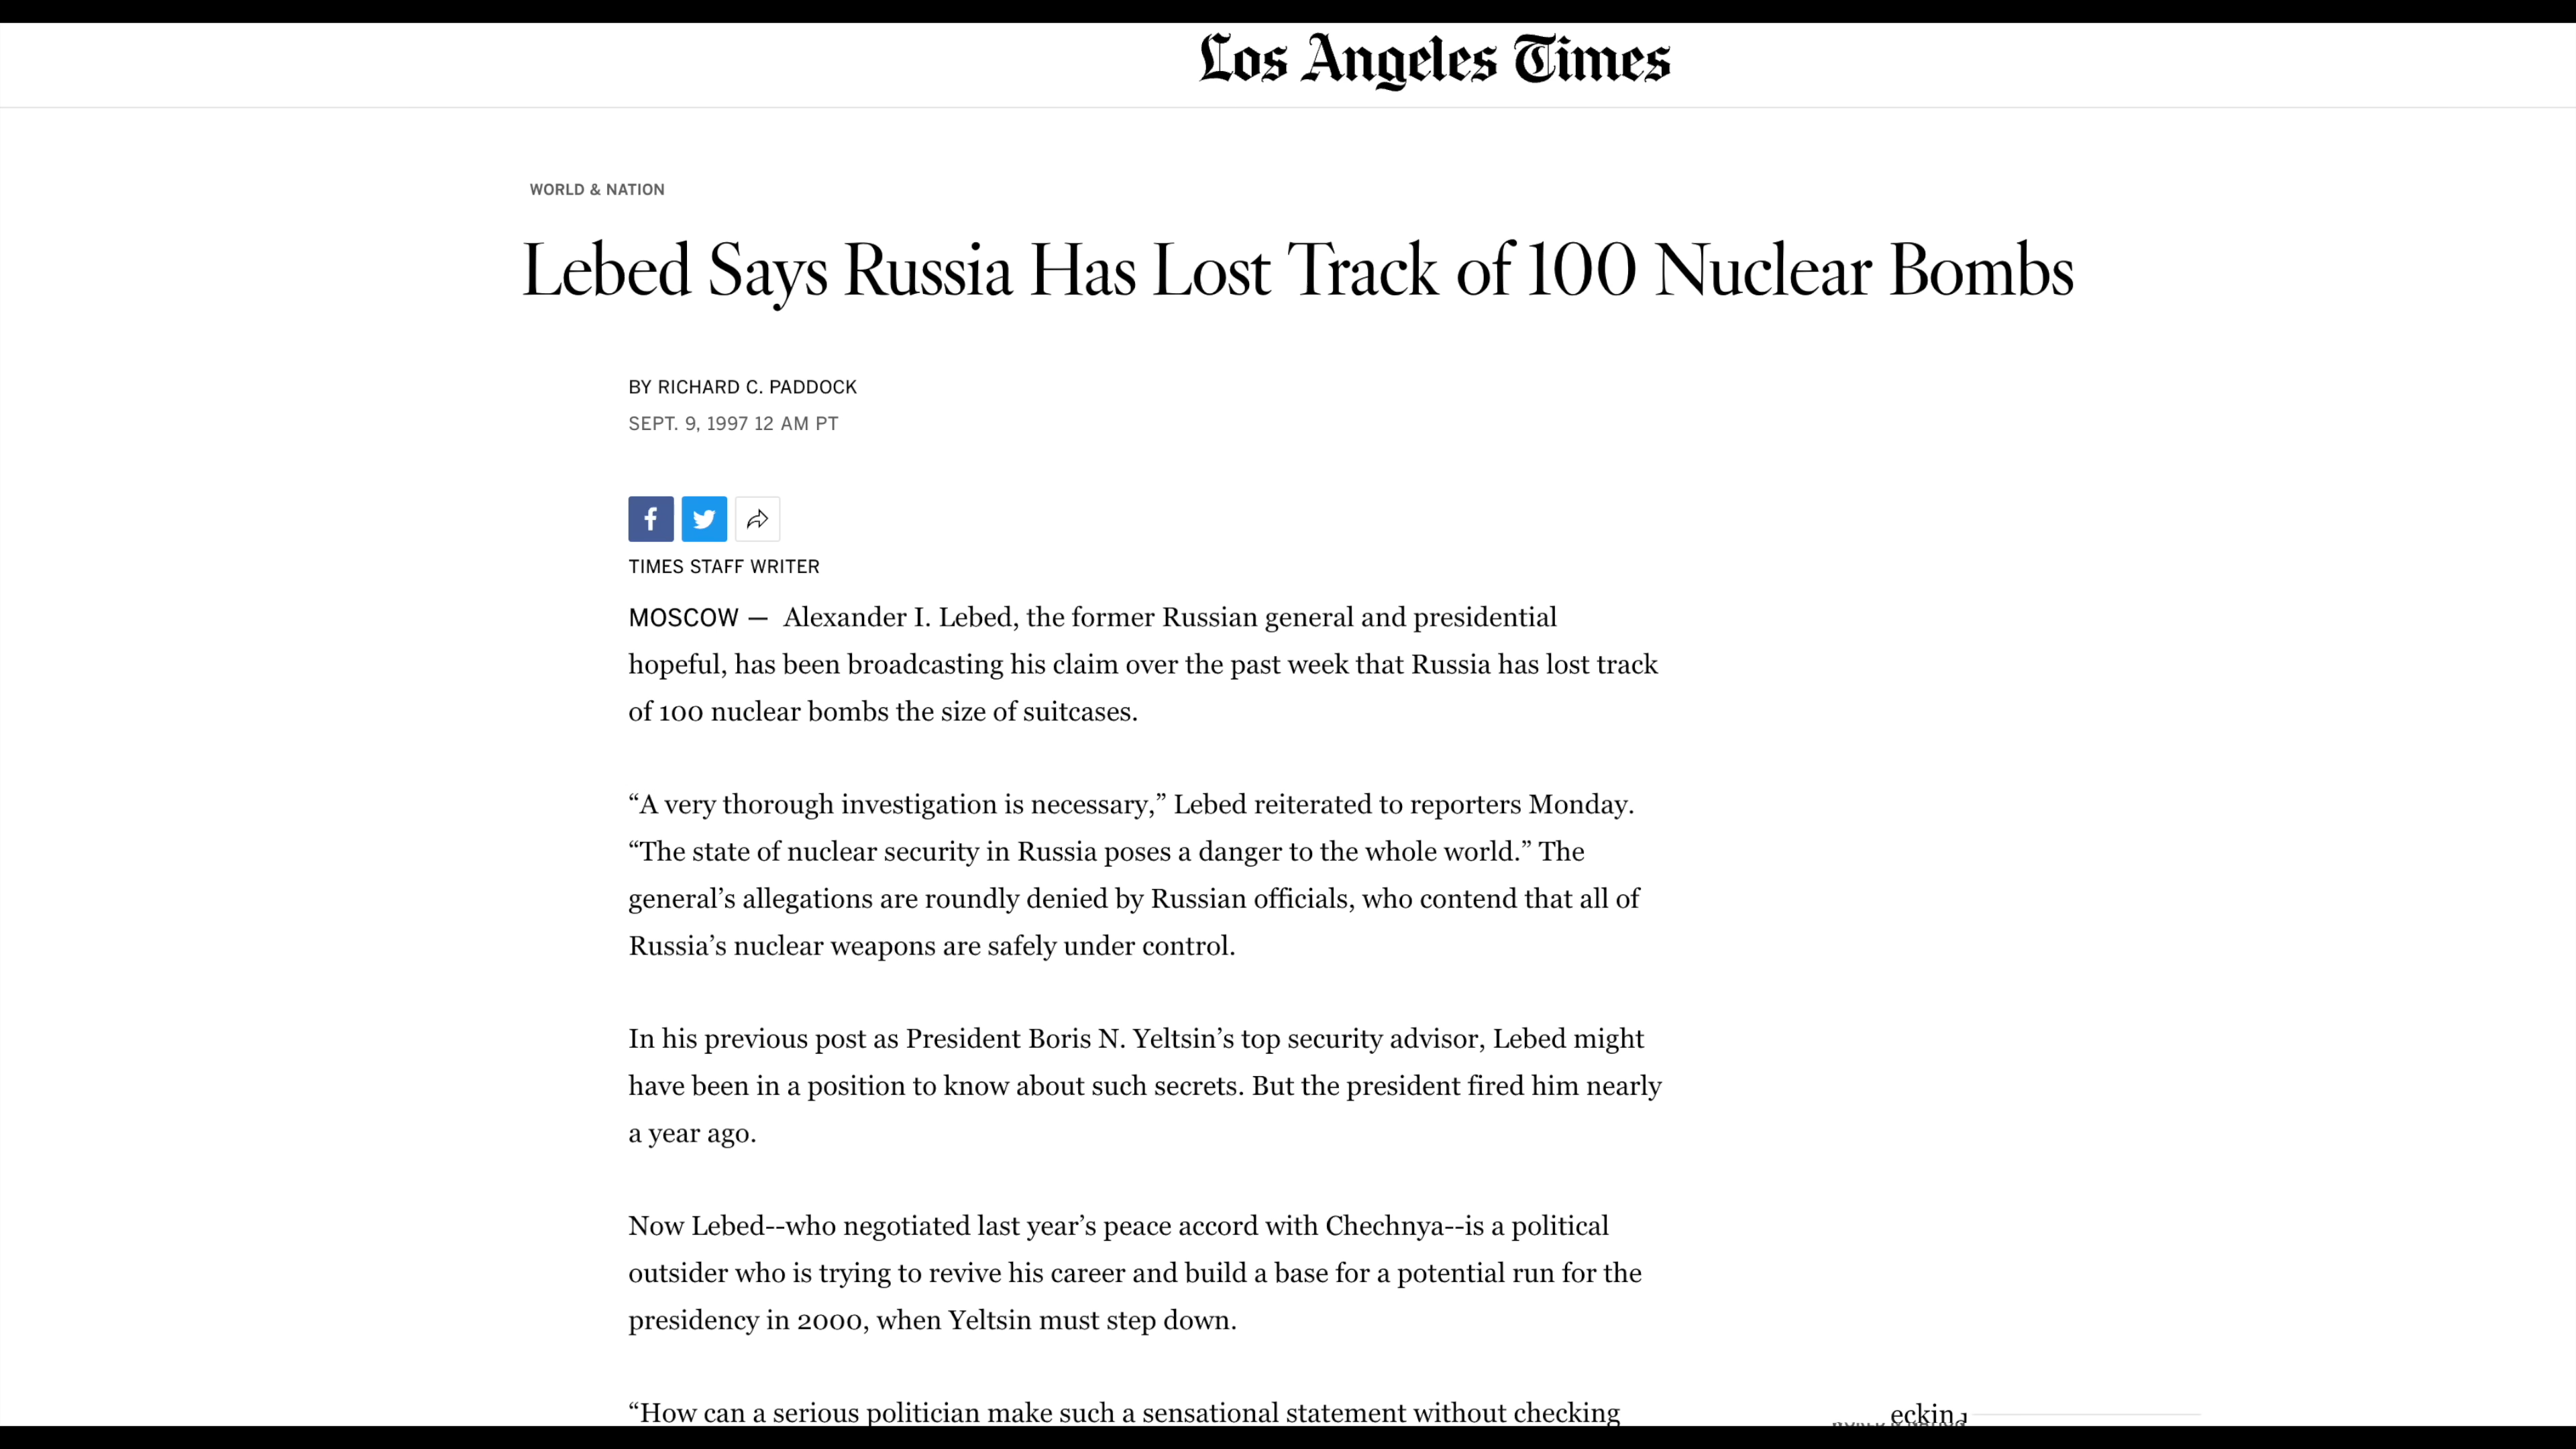 Los Angeles Times
WORLD & NATION
Lebed Says Russia Has Lost Track of 100 Nuclear Bombs
BY RICHARD C. PADDOCK
SEPT. 9, 1997 12 AM PT
TIMES STAFF WRITER
MOSCOW — Alexander I. Lebed, the former Russian general and presidential
hopeful, has been broadcasting his claim over the past week that Russia has lost track
of 100 nuclear bombs the size of suitcases.
“A very thorough investigation is necessary,” Lebed reiterated to reporters Monday.
“The state of nuclear security in Russia poses a danger to the whole world.” The
general’s allegations are roundly denied by Russian officials, who contend that all of
Russia’s nuclear weapons are safely under control.
In his previous post as President Boris N. Yeltsin’s top security advisor, Lebed might
have been in a position to know about such secrets. But the president fired him nearly
a year ago.
Now Lebed--who negotiated last year’s peace accord with Chechnya--is a political
outsider who is trying to revive his career and build a base for a potential run for the
presidency in 2000, when Yeltsin must step down.
“How can a serious politician make such a sensational statement without checking